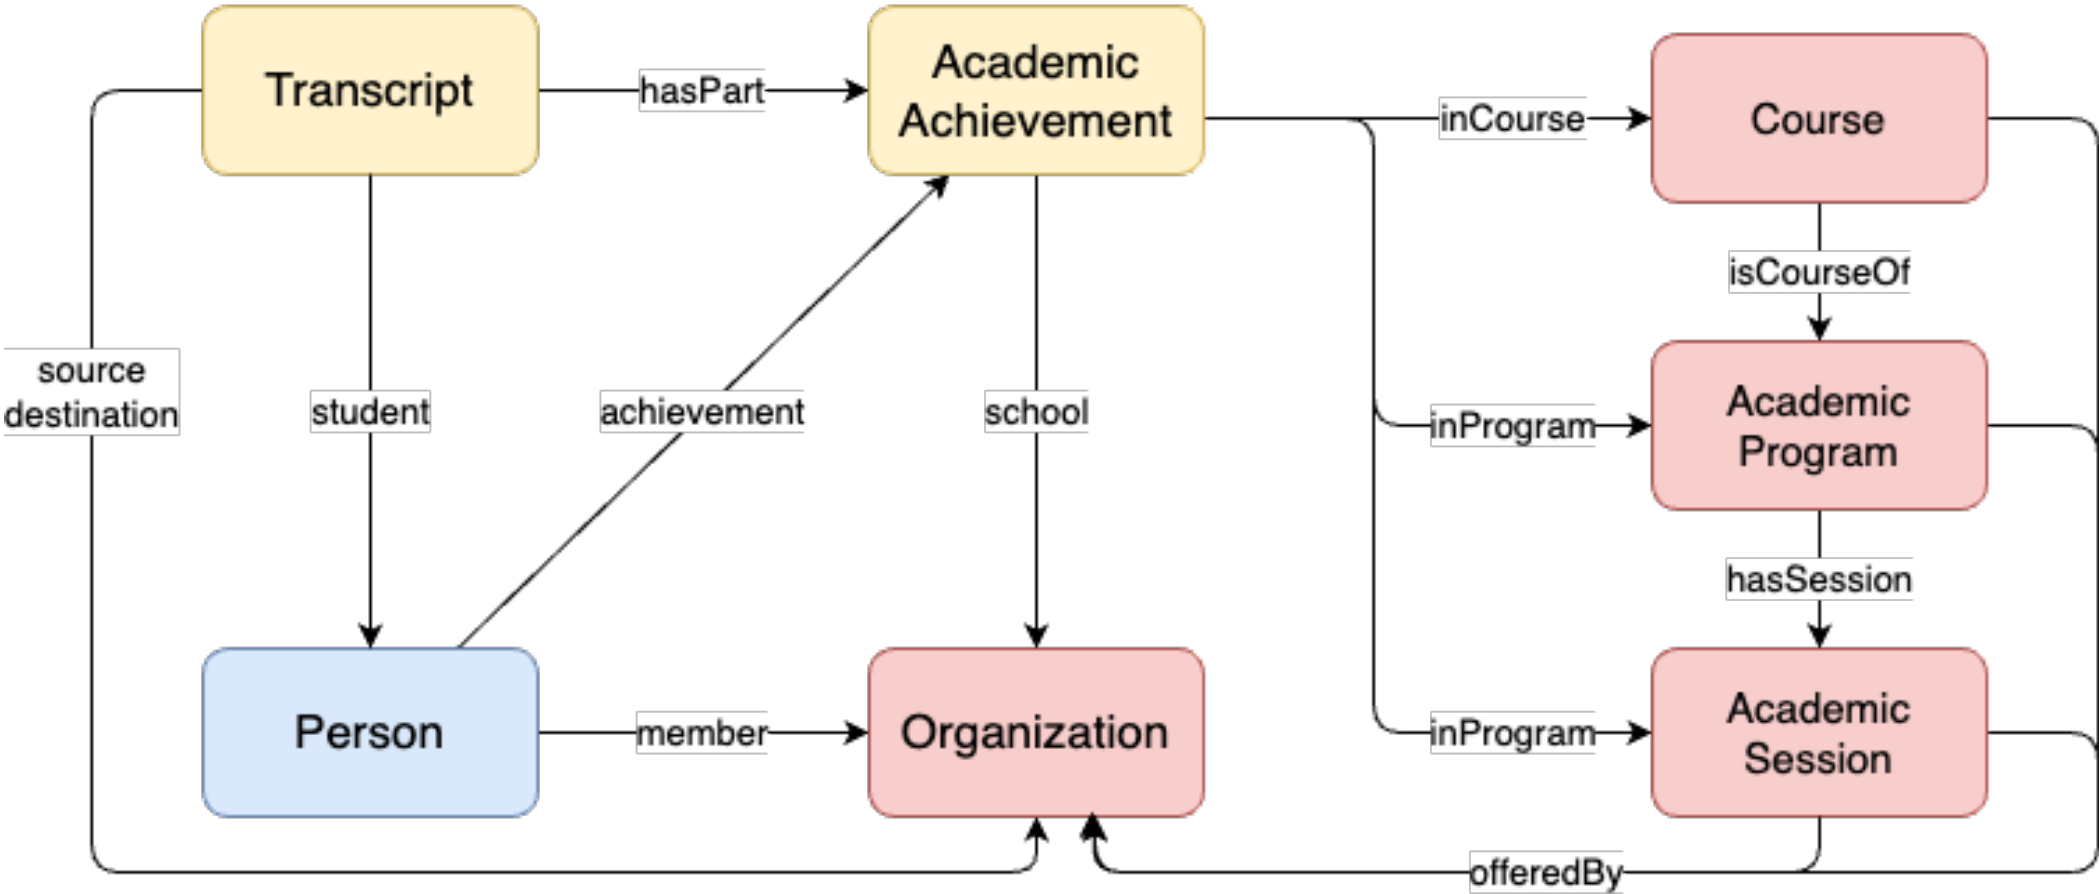 Transcript
hasPart
Academic
Achievement
inCourse
Course
isCourseOf
source
destination
student
achievement
school
inProgram
Academic
Program
hasSession
Person
member
Organization
inProgram
Academic
Session
offeredBy